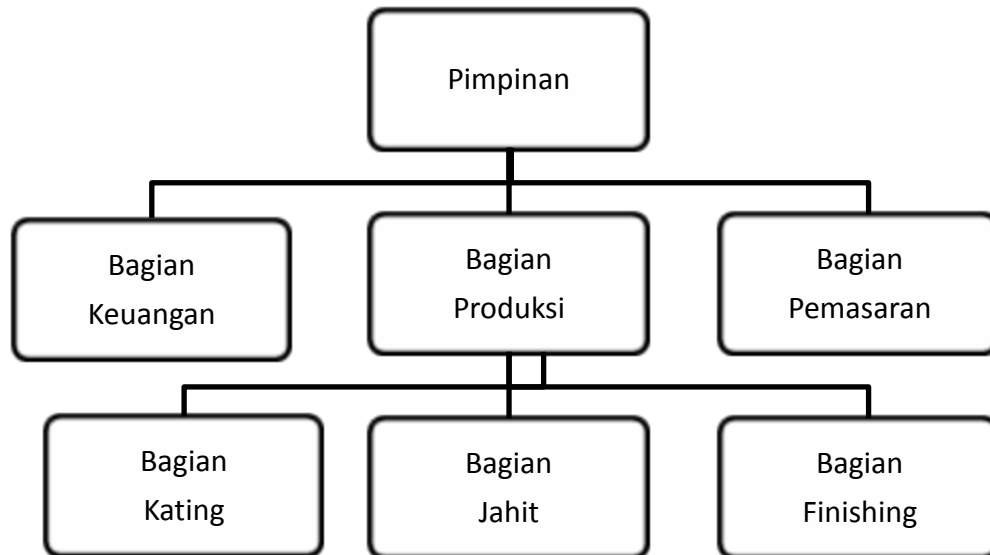 Pimpinan
Bagian
Keuangan
Bagian
Produksi
Bagian
Pemasaran
Bagian
Kating
Bagian
Jahit
Bagian
Finishing